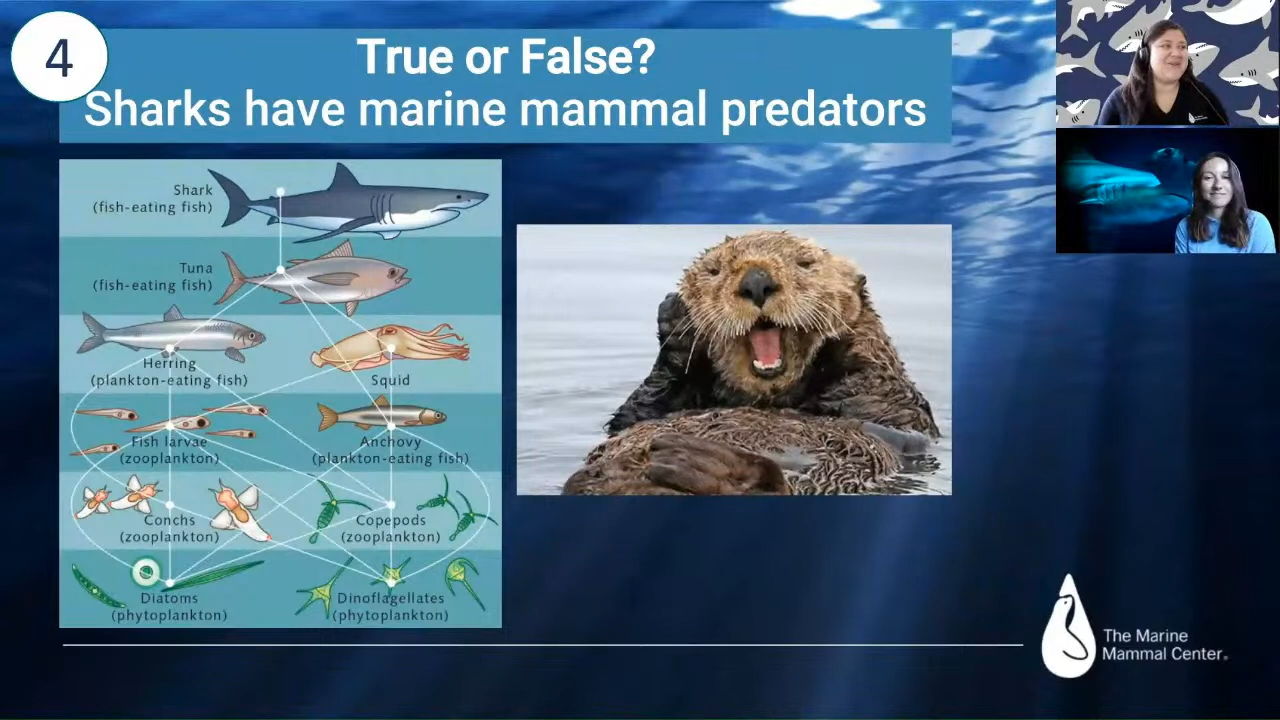 4
True or False?
Sharks have marine mammal predators
Shark
(fish-eating fish)
Tuna
(fish-eating fish)
Herring
(plankton-eating fish)
Squid
Fish larvae
(zooplankton)
Anchovy
(plankton-eating fish)
Conchs
(zooplankton)
Copepods
(zooplankton)
Diatoms
(phytoplankton)
Dinoflagellates
(phytoplankton)
The Marine
Mammal Center